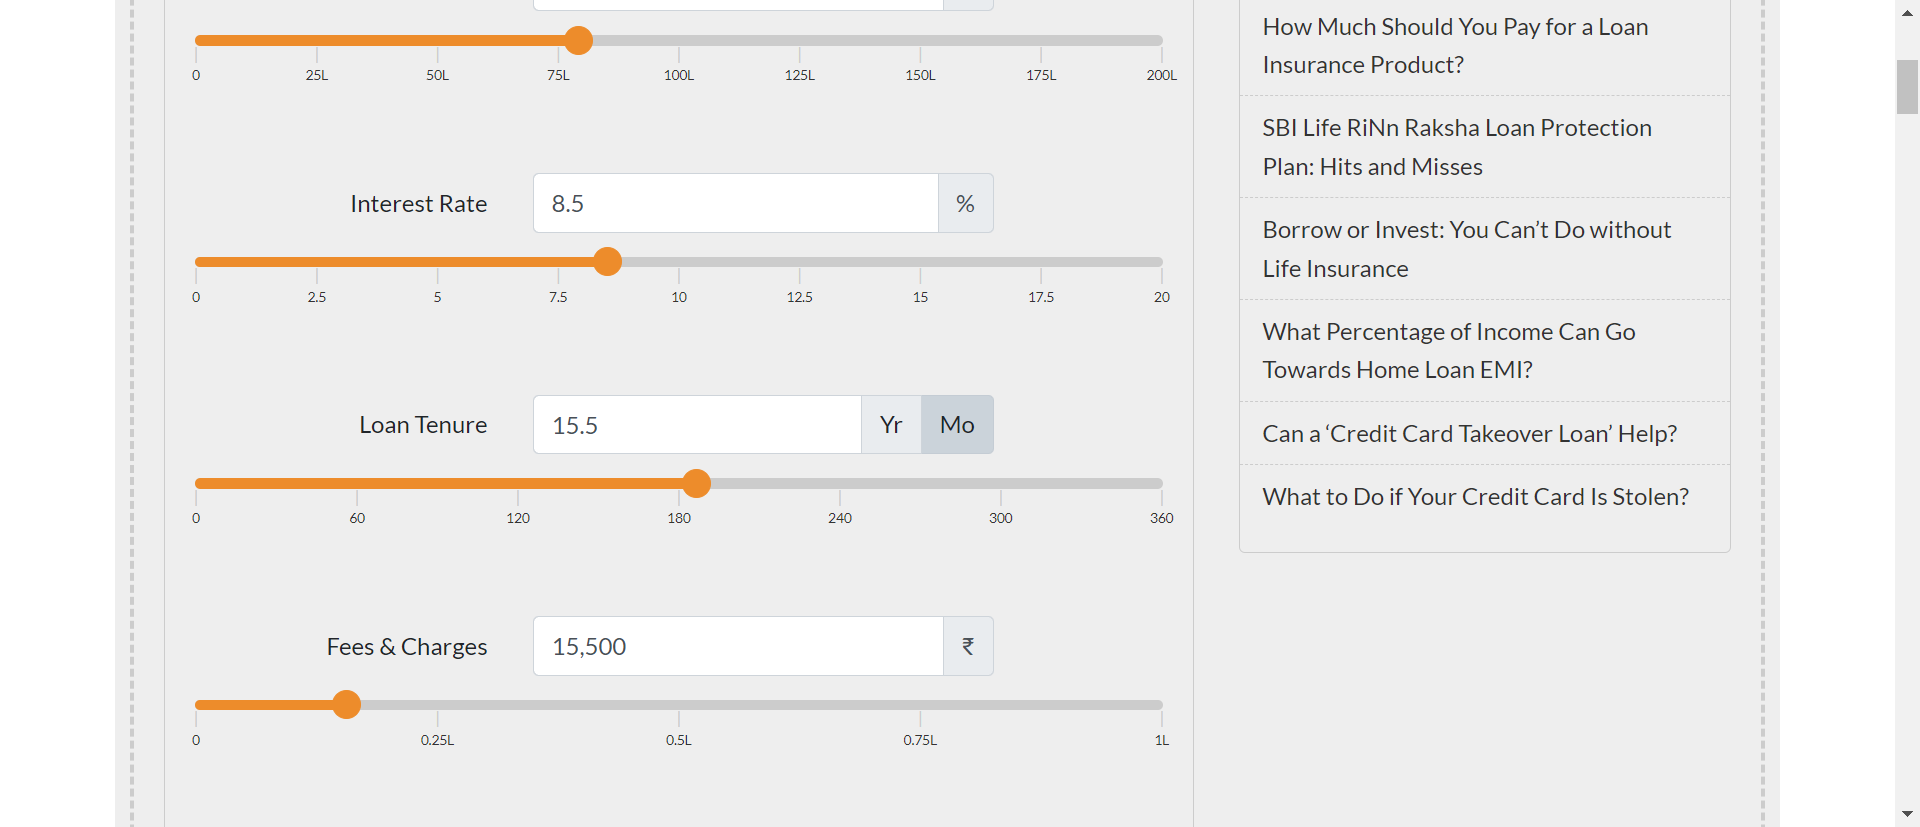 0 25L 50L 75L 100L 125L 150L 175L 200L
Interest Rate 8.5 %
0 2.5 5 7.5 10 12.5 15 17.5 20
Loan Tenure 15.5 Yr Mo
0 60 120 180 240 300 360
Fees & Charges 15,500 ₹
0 0.25L 0.5L 0.75L 1L
How Much Should You Pay for a Loan
Insurance Product?
SBI Life RiNn Raksha Loan Protection
Plan: Hits and Misses
Borrow or Invest: You Can’t Do without
Life Insurance
What Percentage of Income Can Go
Towards Home Loan EMI?
Can a ‘Credit Card Takeover Loan’ Help?
What to Do if Your Credit Card Is Stolen?